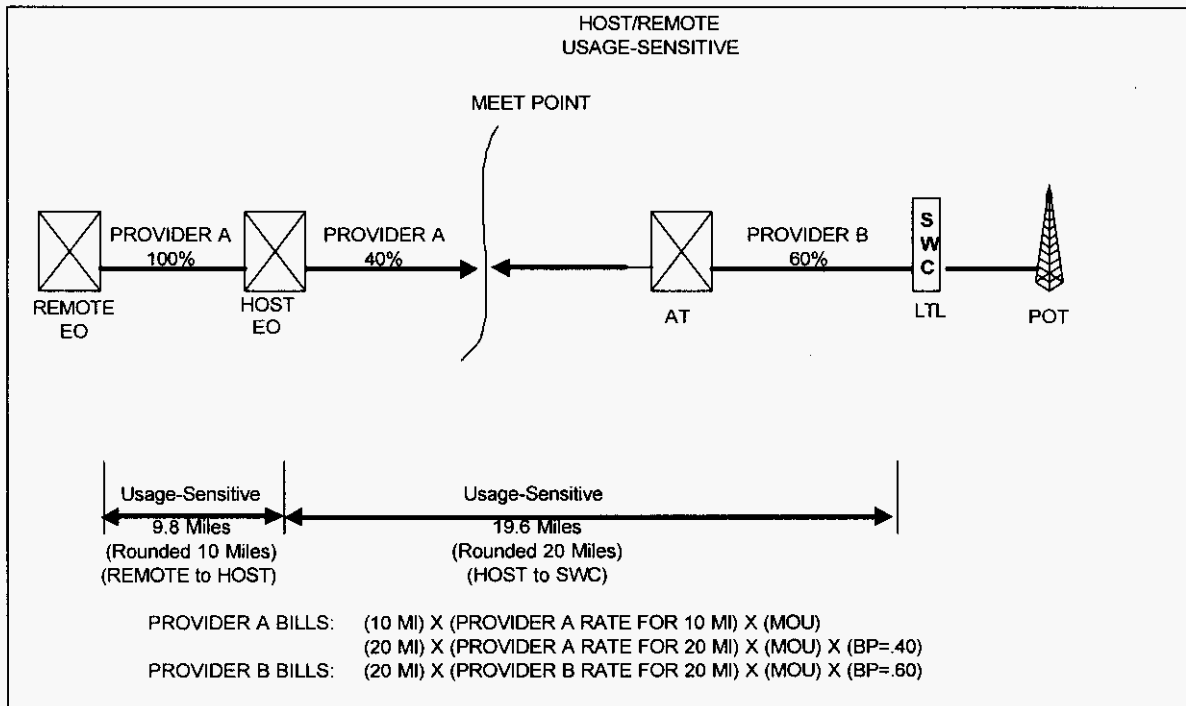 HOST/REMOTE
USAGE-SENSITIVE
MEET POINT
PROVIDER A
100%
PROVIDER A
40%
PROVIDER B
60%
S
W
C
REMOTE
EO
HOST
EO
AT
LTL
POT
Usage-Sensitive
9.8 Miles
(Rounded 10 Miles)
(REMOTE to HOST)
Usage-Sensitive
19.6 Miles
(Rounded 20 Miles)
(HOST to SWC)
PROVIDER A BILLS: (10 MI) X (PROVIDER A RATE FOR 10 MI) X (MOU)
(20 MI) X (PROVIDER A RATE FOR 20 MI) X (MOU) X (BP=.40)
PROVIDER B BILLS: (20 MI) X (PROVIDER B RATE FOR 20 MI) X (MOU) X (BP=.60)